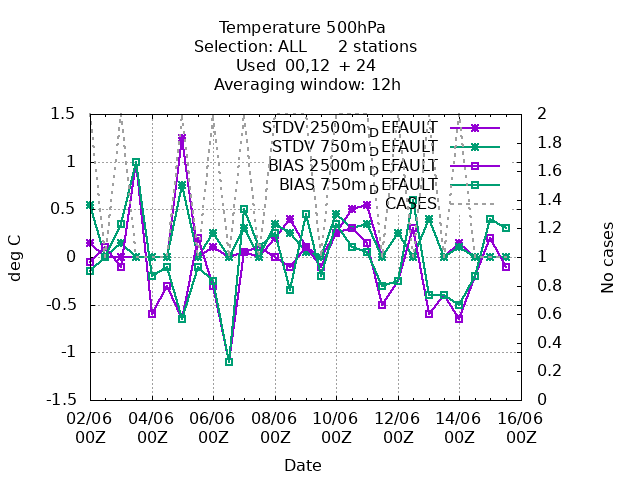 Temperature 500hPa
Selection: ALL 2 stations
Used 00,12 + 24
Averaging window: 12h
1.5
1
0.5
0
-0.5
-1
-1.5
deg C
STDV 2500m_DEFAULT
STDV 750m_DEFAULT
BIAS 2500m_DEFAULT
BIAS 750m_DEFAULT
CASES
2
1.8
1.6
1.4
1.2
1
0.8
0.6
0.4
0.2
0
No cases
02/06 04/06 06/06 08/06 10/06 12/06 14/06 16/06
00Z 00Z 00Z 00Z 00Z 00Z 00Z 00Z
Date